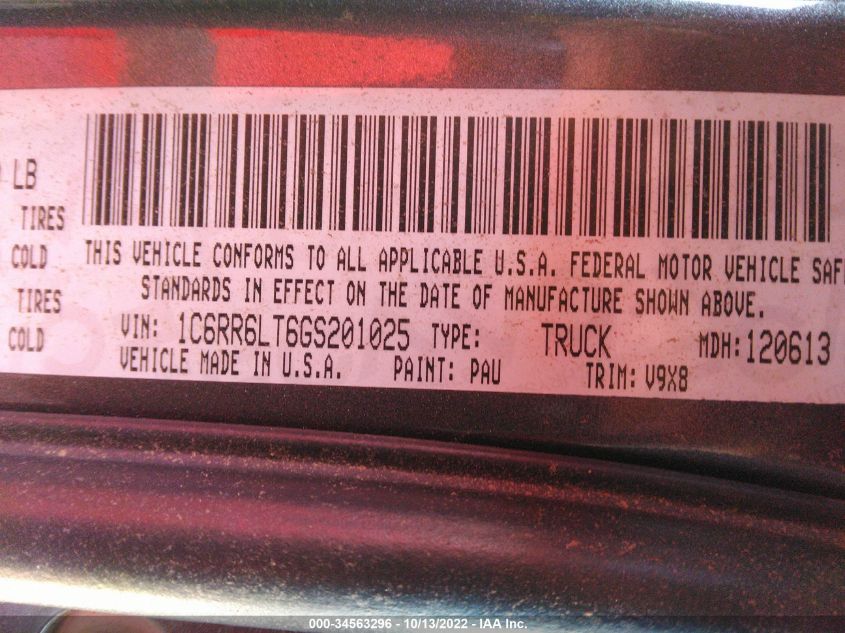 LB
TIRES
COLD
TIRES
COLD
THIS VEHICLE CONFORMS TO ALL APPLICABLE U.S.A. FEDERAL MOTOR VEHICLE SAF
STANDARDS IN EFFECT ON THE DATE OF MANUFACTURE SHOWN ABOVE.
VIN: 1C6RR6LT6GS201025 TYPE: TRUCK MDH: 120613
VEHICLE MADE IN U.S.A. PAINT: PAU TRIM: V9X8
000-34563296 - 10/13/2022 - IAA Inc.